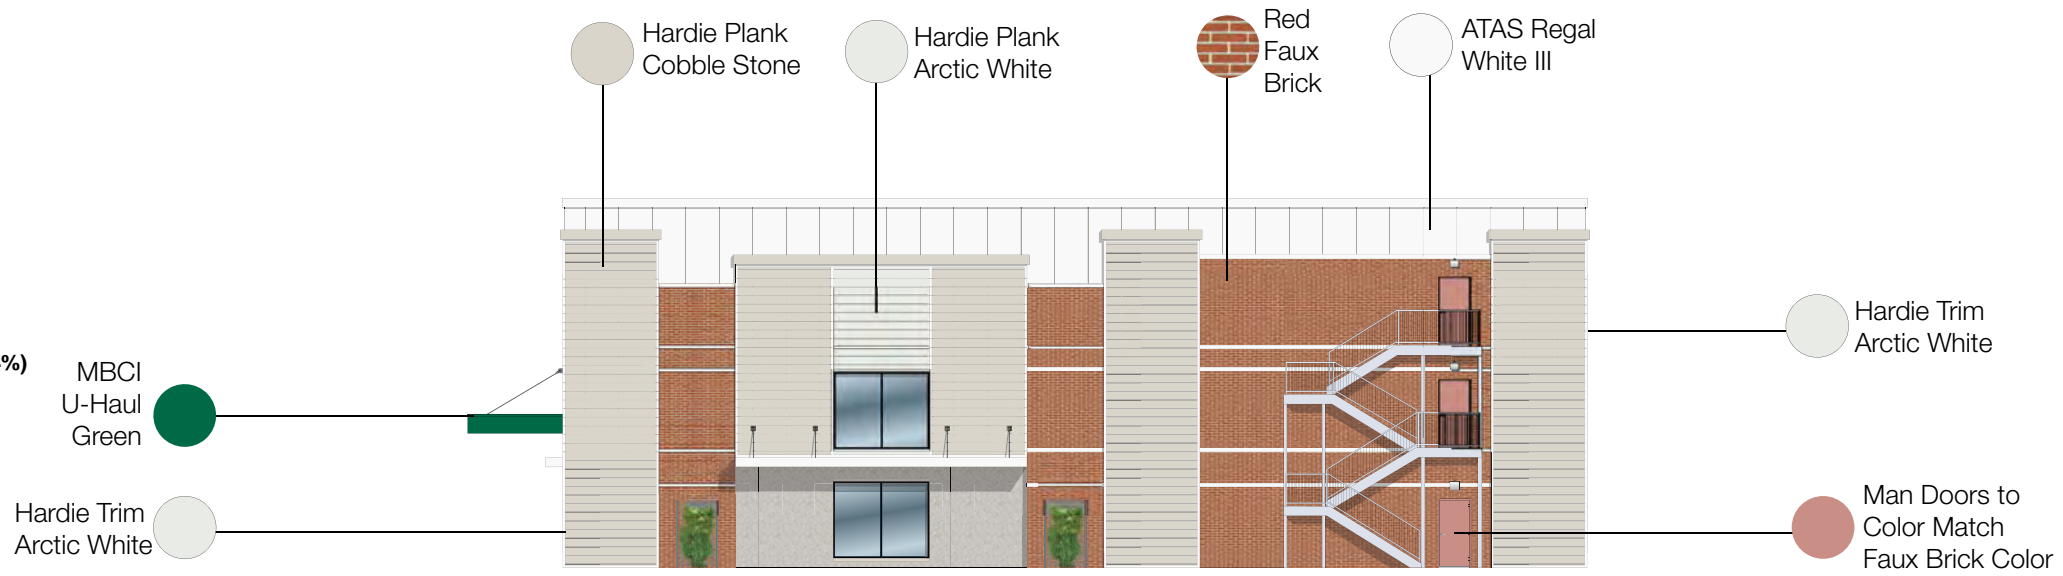 Hardie Plank
Cobble Stone
Hardie Plank
Arctic White
Red
Faux
Brick
ATAS Regal
White III
%)
MBCI
U-Haul
Green
Hardie Trim
Arctic White
Hardie Trim
Arctic White
Man Doors to
Color Match
Faux Brick Color